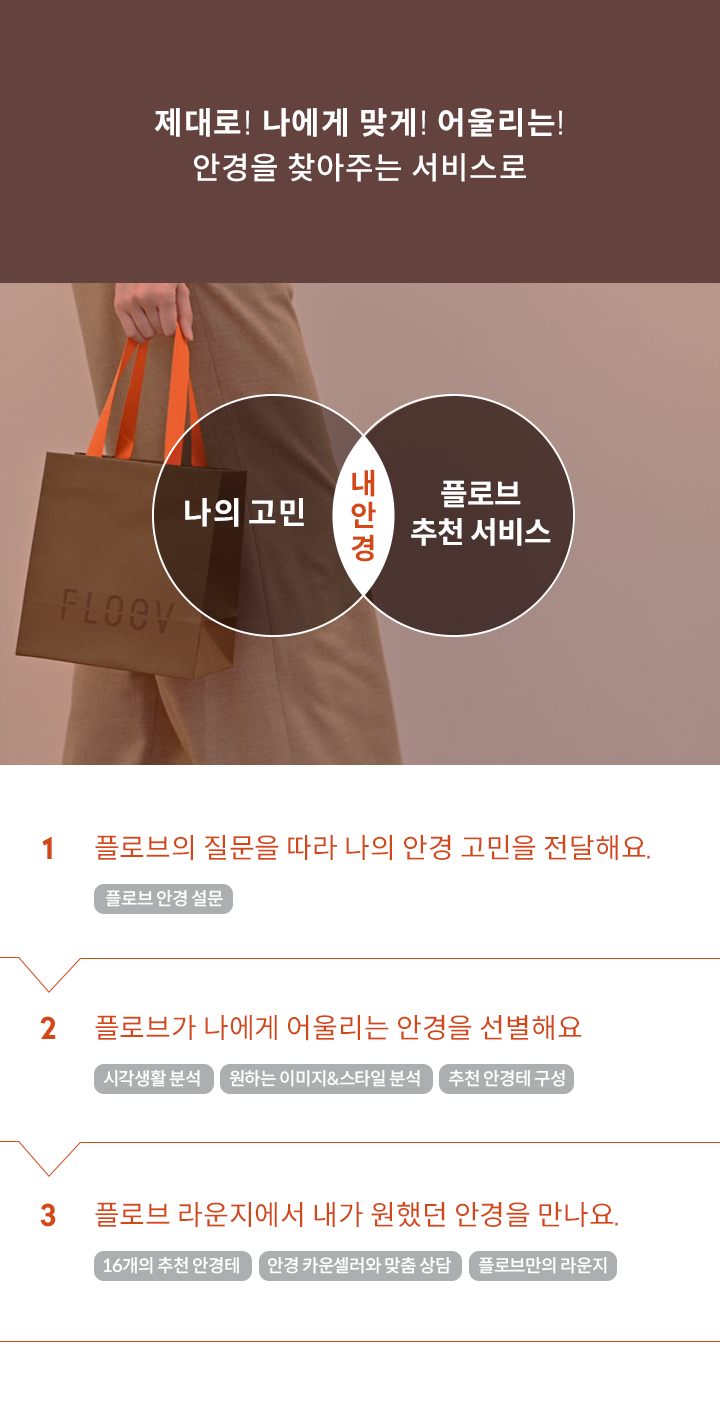 제대로! 나에게 맞게! 어울리는!
안경을 찾아주는 서비스로
나의 고민
내
안
경
플로브
추천 서비스
FLOEV
1 플로브의 질문을 따라 나의 안경 고민을 전달해요.
플로브 안경 설문
2 플로브가 나에게 어울리는 안경을 선별해요
시각생활 분석 원하는 이미지&스타일 분석 추천 안경테 구성
3 플로브 라운지에서 내가 원했던 안경을 만나요.
16개의 추천 안경테 안경 카운셀러와 맞춤 상담 플로브만의 라운지